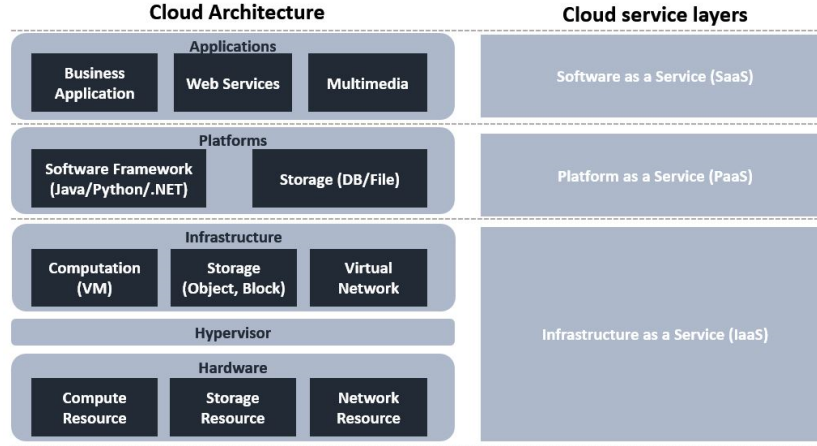 Cloud Architecture
Cloud service layers
Applications
Business
Application
Web Services
Multimedia
Software as a Service (SaaS)
Platforms
Software Framework
(Java/Python/.NET)
Storage (DB/File)
Platform as a Service (PaaS)
Infrastructure
Computation
(VM)
Storage
(Object, Block)
Virtual
Network
Hypervisor
Infrastructure as a Service (IaaS)
Hardware
Compute
Resource
Storage
Resource
Network
Resource